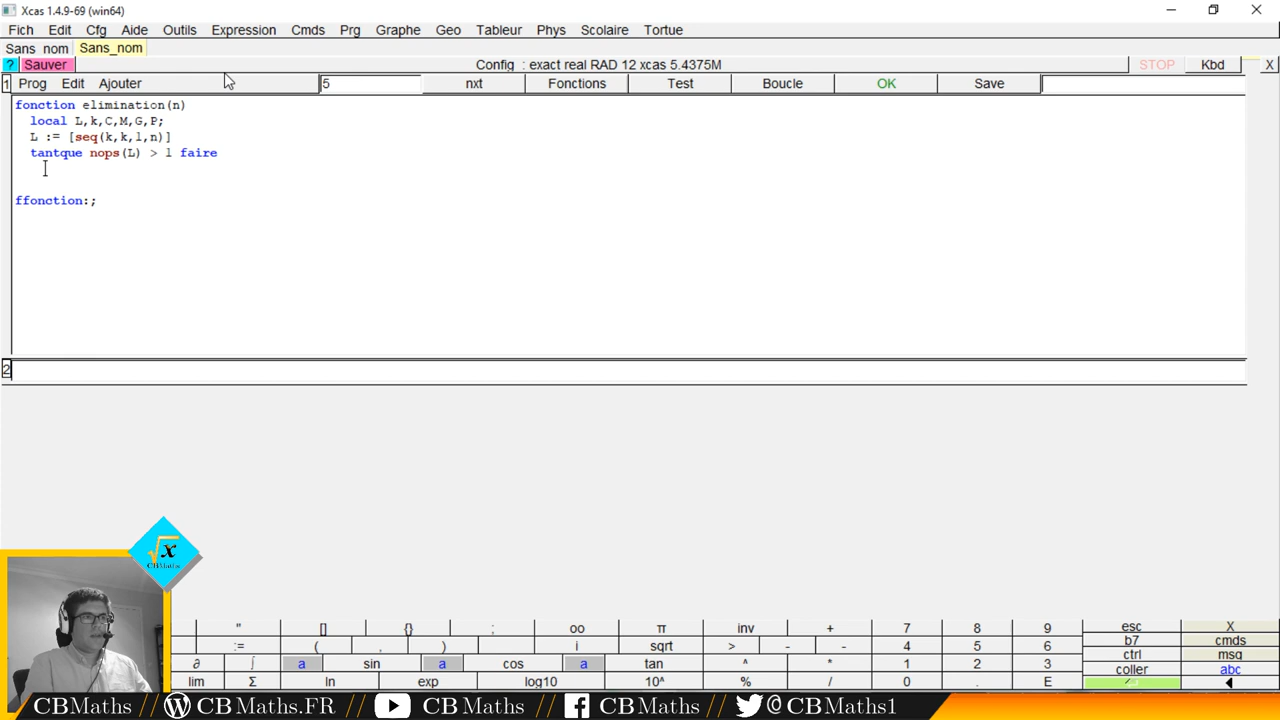 Xcas 1.4.9-69 (win64)
Fich Edit Cfg Aide Outils Expression Cmds Prg Graphe Geo Tableur Phys Scolaire Tortue
Sans nom Sans_nom
? Sauver Config : exact real RAD 12 xcas 5.4375M STOP Kbd X
1 Prog Edit Ajouter 5 nxt Fonctions Test Boucle OK Save
fonction elimination(n)
local L,k,C,M,G,P;
L := [seq(k,k,1,n)]
tantque nops(L) > 1 faire
ffonction:;
2
√x
CBMaths
" [] {} ; oo π inv + 7 8 9 esc X
:= ( , ) i sqrt > - - 4 5 6 b7 cmds
∂ ∫ a sin a cos a tan ^ * 1 2 3 ctrl msg
lim Σ ln exp log10 10^ % / 0 . E coller abc
CBMaths CBMaths.FR CBMaths CBMaths @CBMaths1